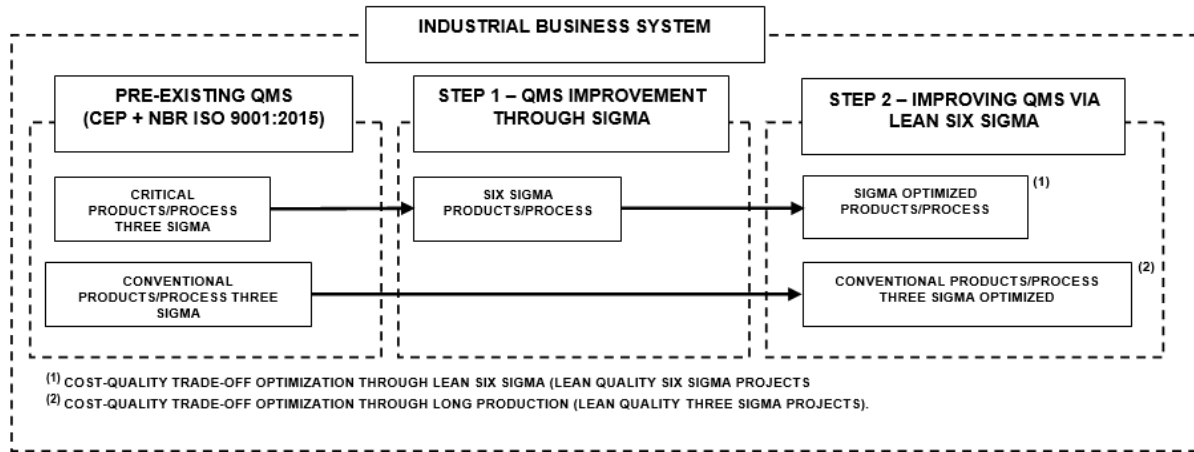 INDUSTRIAL BUSINESS SYSTEM
PRE-EXISTING QMS
(CEP + NBR ISO 9001:2015)
STEP 1 – QMS IMPROVEMENT
THROUGH SIGMA
STEP 2 – IMPROVING QMS VIA
LEAN SIX SIGMA
CRITICAL
PRODUCTS/PROCESS
THREE SIGMA
SIX SIGMA
PRODUCTS/PROCESS
SIGMA OPTIMIZED
PRODUCTS/PROCESS
(1)
CONVENTIONAL
PRODUCTS/PROCESS THREE
SIGMA
CONVENTIONAL PRODUCTS/PROCESS
THREE SIGMA OPTIMIZED
(2)
(1) COST-QUALITY TRADE-OFF OPTIMIZATION THROUGH LEAN SIX SIGMA (LEAN QUALITY SIX SIGMA PROJECTS
(2) COST-QUALITY TRADE-OFF OPTIMIZATION THROUGH LONG PRODUCTION (LEAN QUALITY THREE SIGMA PROJECTS).